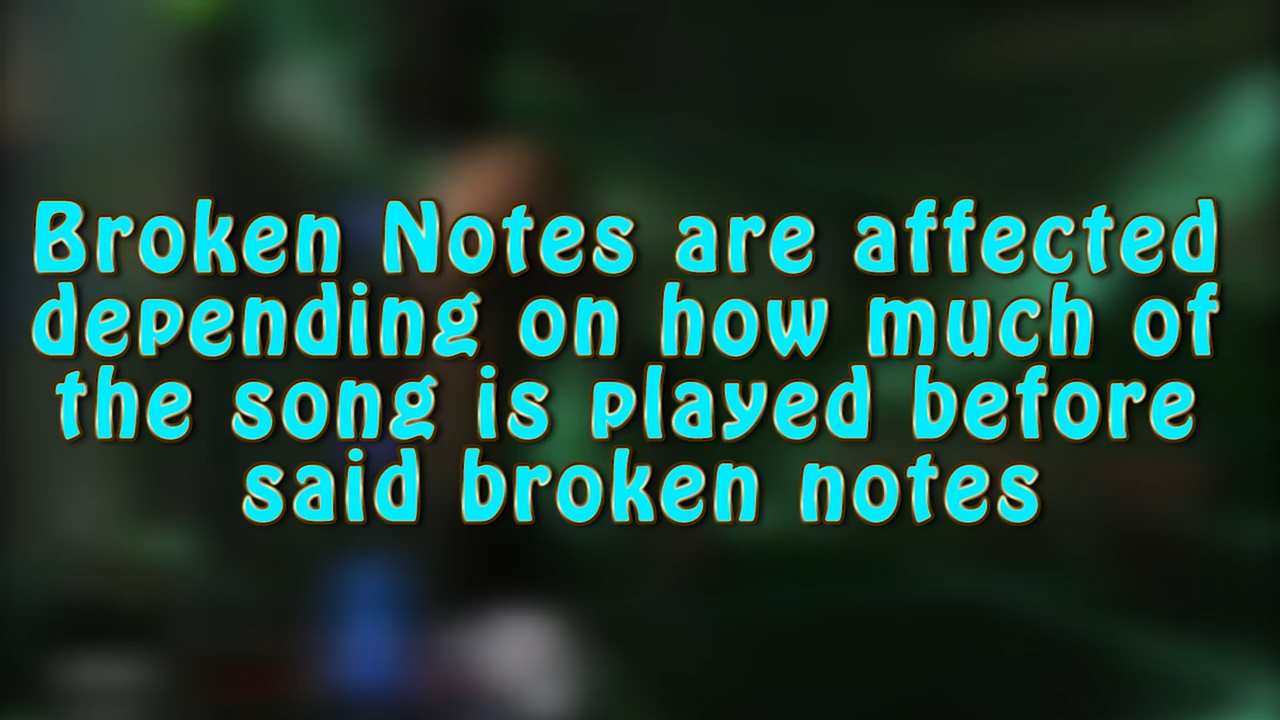 Broken Notes are affected
depending on how much of
the song is played before
said broken notes